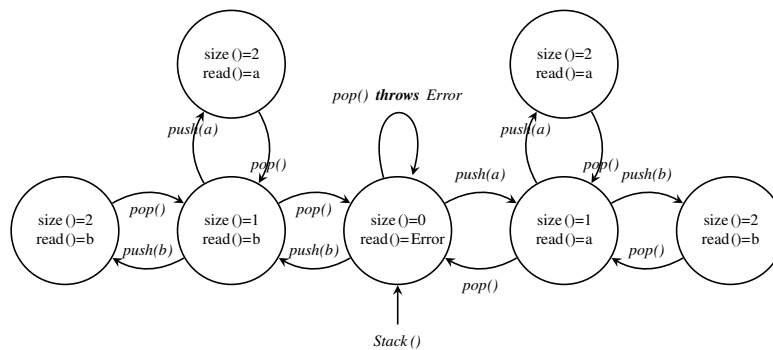 size()=2
read()=a
size()=2
read()=a
pop() throws Error
push(a)
pop()
push(a)
pop()
push(a)
push(b)
pop()
pop()
size()=2
read()=b
size()=1
read()=b
size()=0
read()=Error
size()=1
read()=a
size()=2
read()=b
push(b)
push(b)
pop()
pop()
Stack()